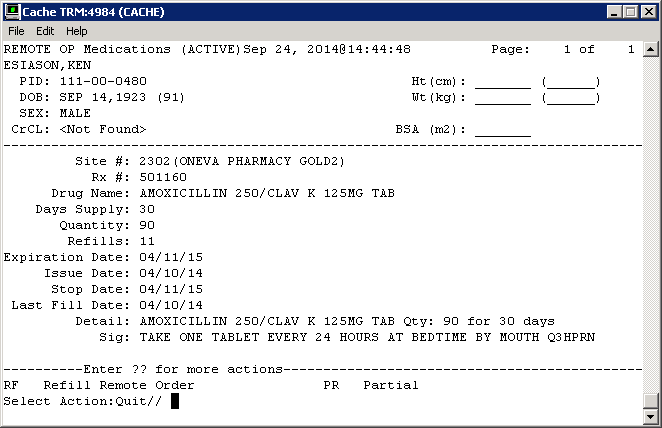 Cache TRM:4984 (CACHE)
File Edit Help
REMOTE OP Medications (ACTIVE)Sep 24, 2014@14:44:48 Page: 1 of 1
ESIASON,KEN
PID: 111-00-0480 Ht(cm): _______ (______)
DOB: SEP 14,1923 (91) Wt(kg): _______ (______)
SEX: MALE
CrCL: <Not Found> BSA (m2): _______
Site #: 2302(ONEVA PHARMACY GOLD2)
Rx #: 501160
Drug Name: AMOXICILLIN 250/CLAV K 125MG TAB
Days Supply: 30
Quantity: 90
Refills: 11
Expiration Date: 04/11/15
Issue Date: 04/10/14
Stop Date: 04/11/15
Last Fill Date: 04/10/14
Detail: AMOXICILLIN 250/CLAV K 125MG TAB Qty: 90 for 30 days
Sig: TAKE ONE TABLET EVERY 24 HOURS AT BEDTIME BY MOUTH Q3HPRN
----------Enter ?? for more actions----------
RF Refill Remote Order PR Partial
Select Action:Quit//